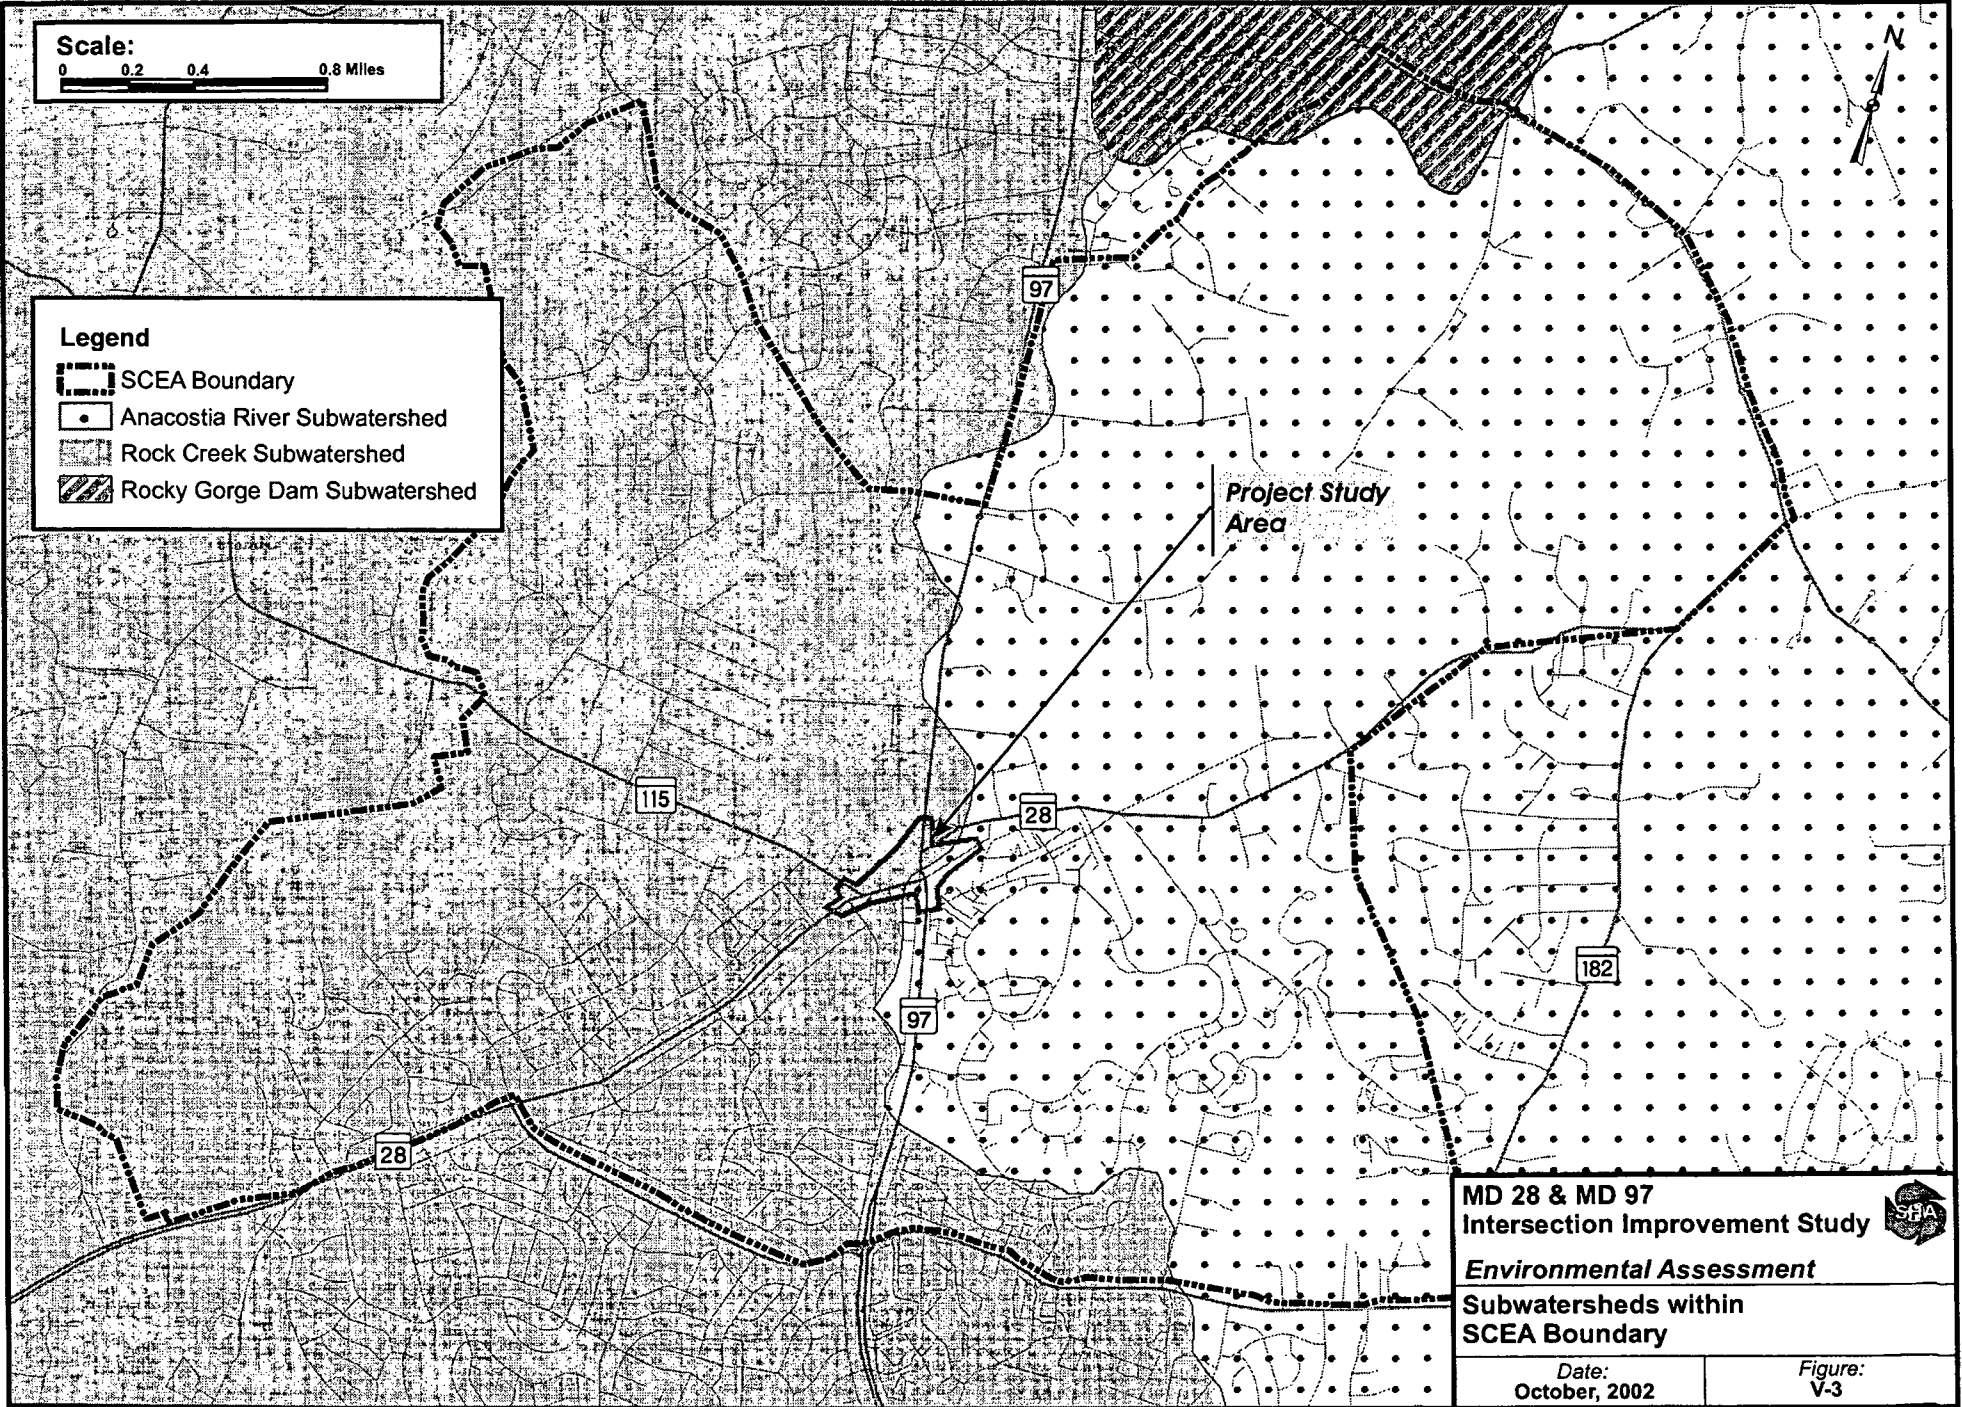 Scale:
0 0.2 0.4 0.8 Miles
N
97
Legend
SCEA Boundary
Anacostia River Subwatershed
Rock Creek Subwatershed
Rocky Gorge Dam Subwatershed
Project Study
Area
115
28
182
97
28
MD 28 & MD 97
Intersection Improvement Study
SHA
Environmental Assessment
Subwatersheds within
SCEA Boundary
Date:
October, 2002
Figure:
V-3